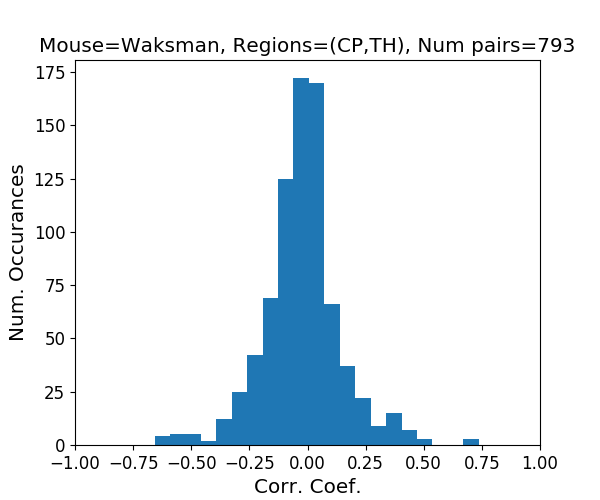 Mouse=Waksman, Regions=(CP,TH), Num pairs=793
175
150
125
100
75
50
25
0
Num. Occurances
−1.00 −0.75 −0.50 −0.25 0.00 0.25 0.50 0.75 1.00
Corr. Coef.